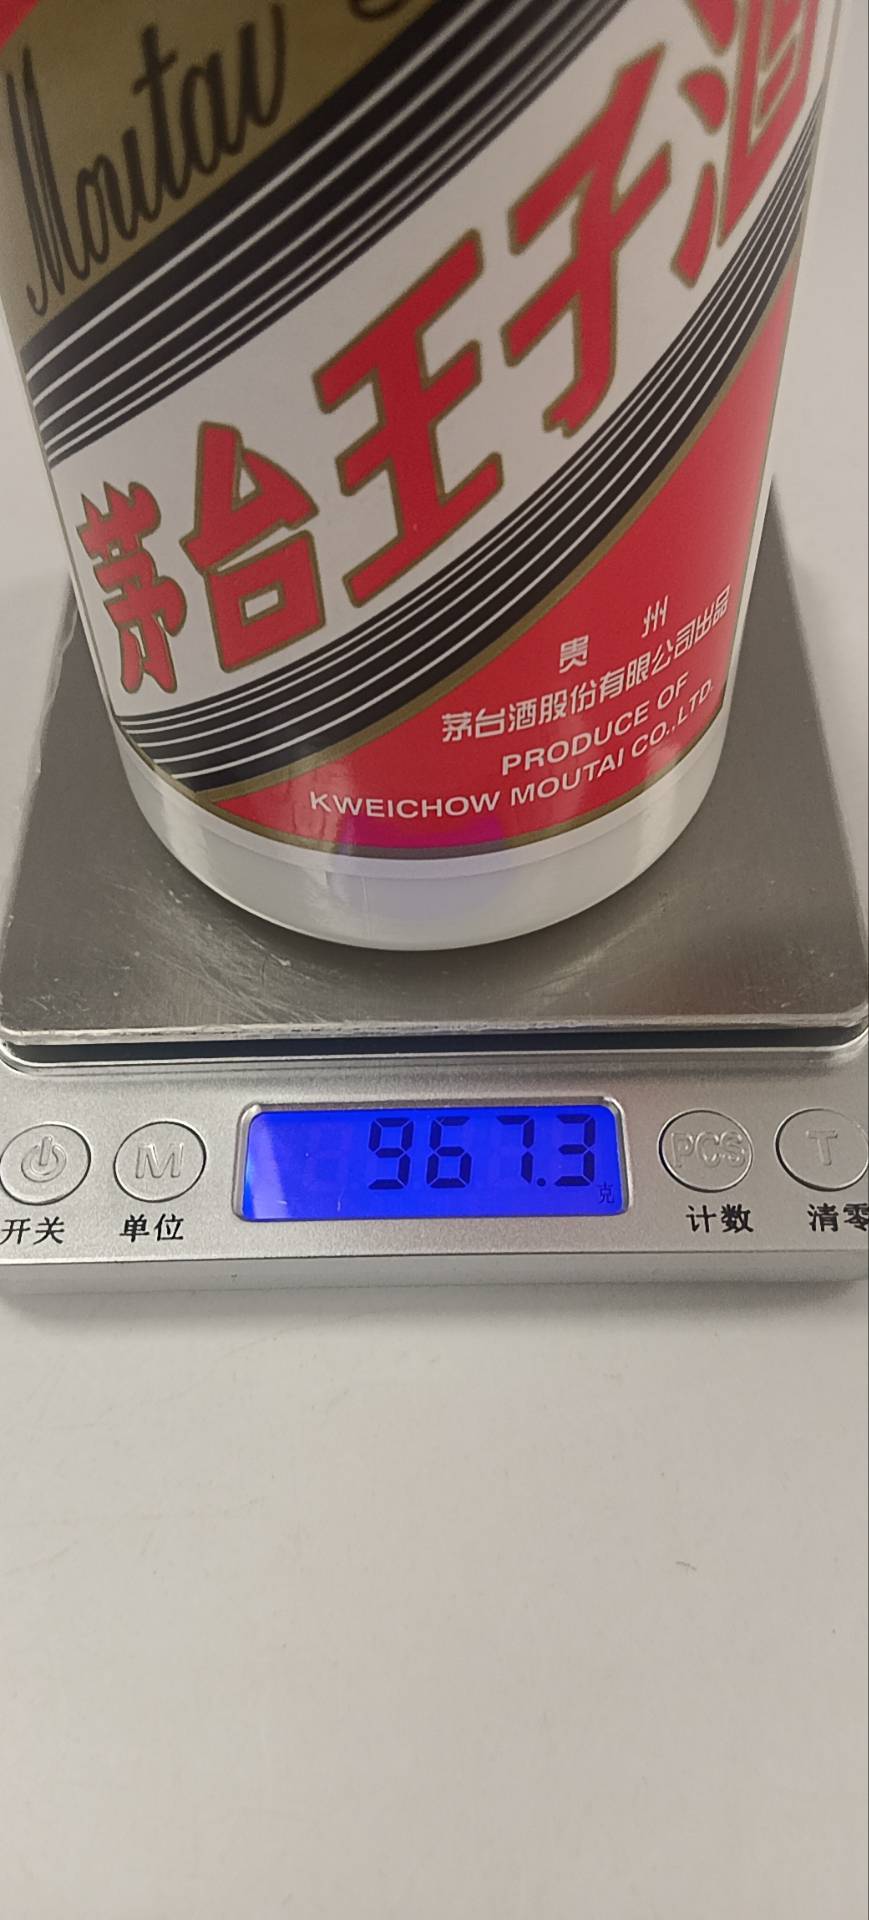 Moutai
茅台王子酒
贵 州
茅台酒股份有限公司出品
PRODUCE OF
KWEICHOW MOUTAI CO.,LTD.
967.3
克
M
PCS
T
开关
单位
计数
清零